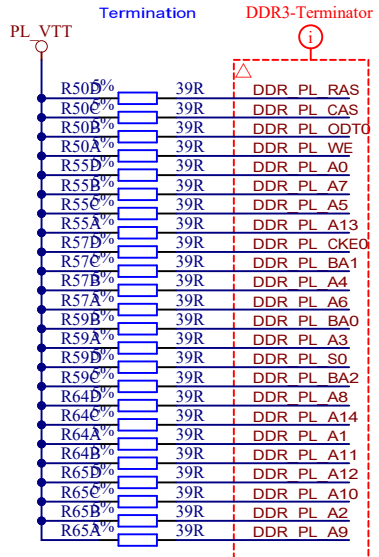 Termination DDR3-Terminator
PL_VTT
i
R50D 5% 39R DDR_PL_RAS
R50C 5% 39R DDR_PL_CAS
R50B 5% 39R DDR_PL_ODT0
R50A 5% 39R DDR_PL_WE
R55D 5% 39R DDR_PL_A0
R55B 5% 39R DDR_PL_A7
R55C 5% 39R DDR_PL_A5
R55A 5% 39R DDR_PL_A13
R57D 5% 39R DDR_PL_CKE0
R57C 5% 39R DDR_PL_BA1
R57B 5% 39R DDR_PL_A4
R57A 5% 39R DDR_PL_A6
R59B 5% 39R DDR_PL_BA0
R59A 5% 39R DDR_PL_A3
R59D 5% 39R DDR_PL_S0
R59C 5% 39R DDR_PL_BA2
R64D 5% 39R DDR_PL_A8
R64C 5% 39R DDR_PL_A14
R64A 5% 39R DDR_PL_A1
R64B 5% 39R DDR_PL_A11
R65D 5% 39R DDR_PL_A12
R65C 5% 39R DDR_PL_A10
R65B 5% 39R DDR_PL_A2
R65A 5% 39R DDR_PL_A9